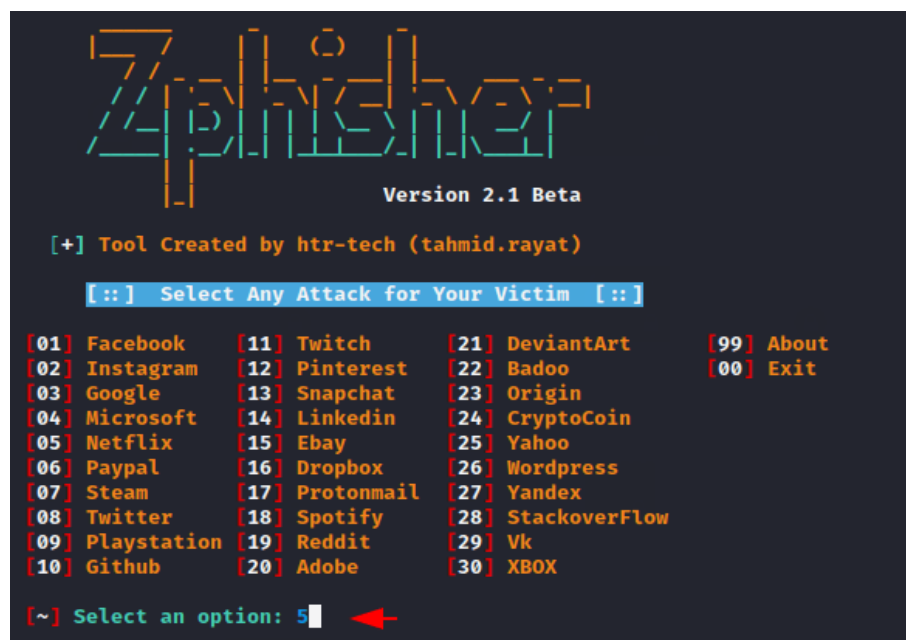 Zphisher
Version 2.1 Beta
[+] Tool Created by htr-tech (tahmid.rayat)
[::] Select Any Attack for Your Victim [::]
[01] Facebook [11] Twitch [21] DeviantArt [99] About
[02] Instagram [12] Pinterest [22] Badoo [00] Exit
[03] Google [13] Snapchat [23] Origin
[04] Microsoft [14] Linkedin [24] CryptoCoin
[05] Netflix [15] Ebay [25] Yahoo
[06] Paypal [16] Dropbox [26] Wordpress
[07] Steam [17] Protonmail [27] Yandex
[08] Twitter [18] Spotify [28] StackoverFlow
[09] Playstation [19] Reddit [29] Vk
[10] Github [20] Adobe [30] XBOX
[~] Select an option: 5